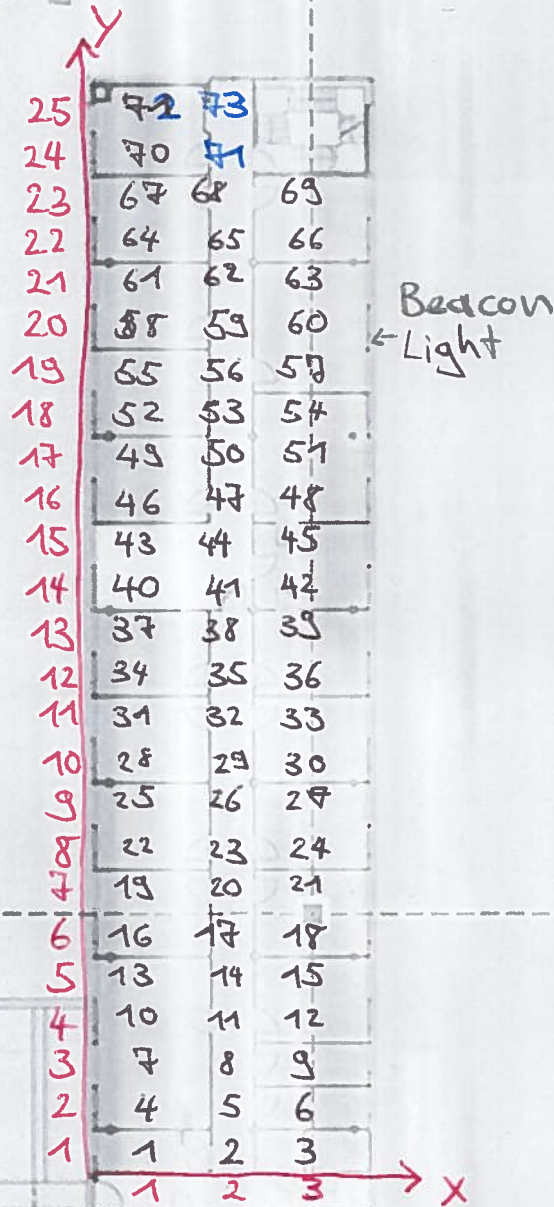 Y
25 72 73
24 70 71
23 67 68 69
22 64 65 66
21 61 62 63
20 58 59 60
Beacon
← Light
19 55 56 57
18 52 53 54
17 49 50 51
16 46 47 48
15 43 44 45
14 40 41 42
13 37 38 39
12 34 35 36
11 31 32 33
10 28 29 30
9 25 26 27
8 22 23 24
7 19 20 21
6 16 17 18
5 13 14 15
4 10 11 12
3 7 8 9
2 4 5 6
1 1 2 3
1 2 3 X